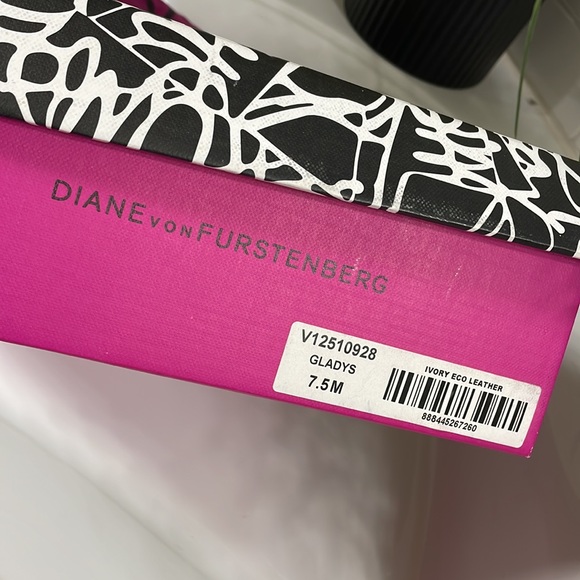 DIANE VON FURSTENBERG
V12510928
GLADYS
7.5M
IVORY ECO LEATHER
888445267260